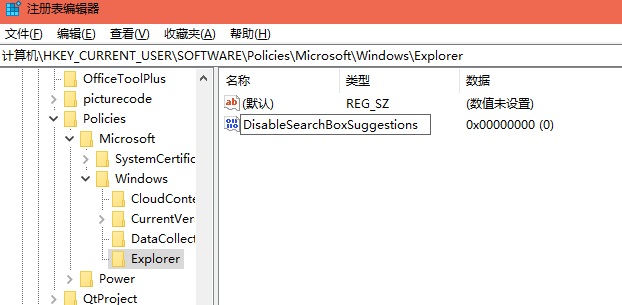 注册表编辑器
文件(F) 编辑(E) 查看(V) 收藏夹(A) 帮助(H)
计算机\HKEY_CURRENT_USER\SOFTWARE\Policies\Microsoft\Windows\Explorer
OfficeToolPlus
picturecode
Policies
Microsoft
SystemCertific
Windows
CloudConte
CurrentVer
DataCollect
Explorer
Power
QtProject
名称 类型 数据
ab (默认) REG_SZ (数值未设置)
DisableSearchBoxSuggestions 0x00000000 (0)